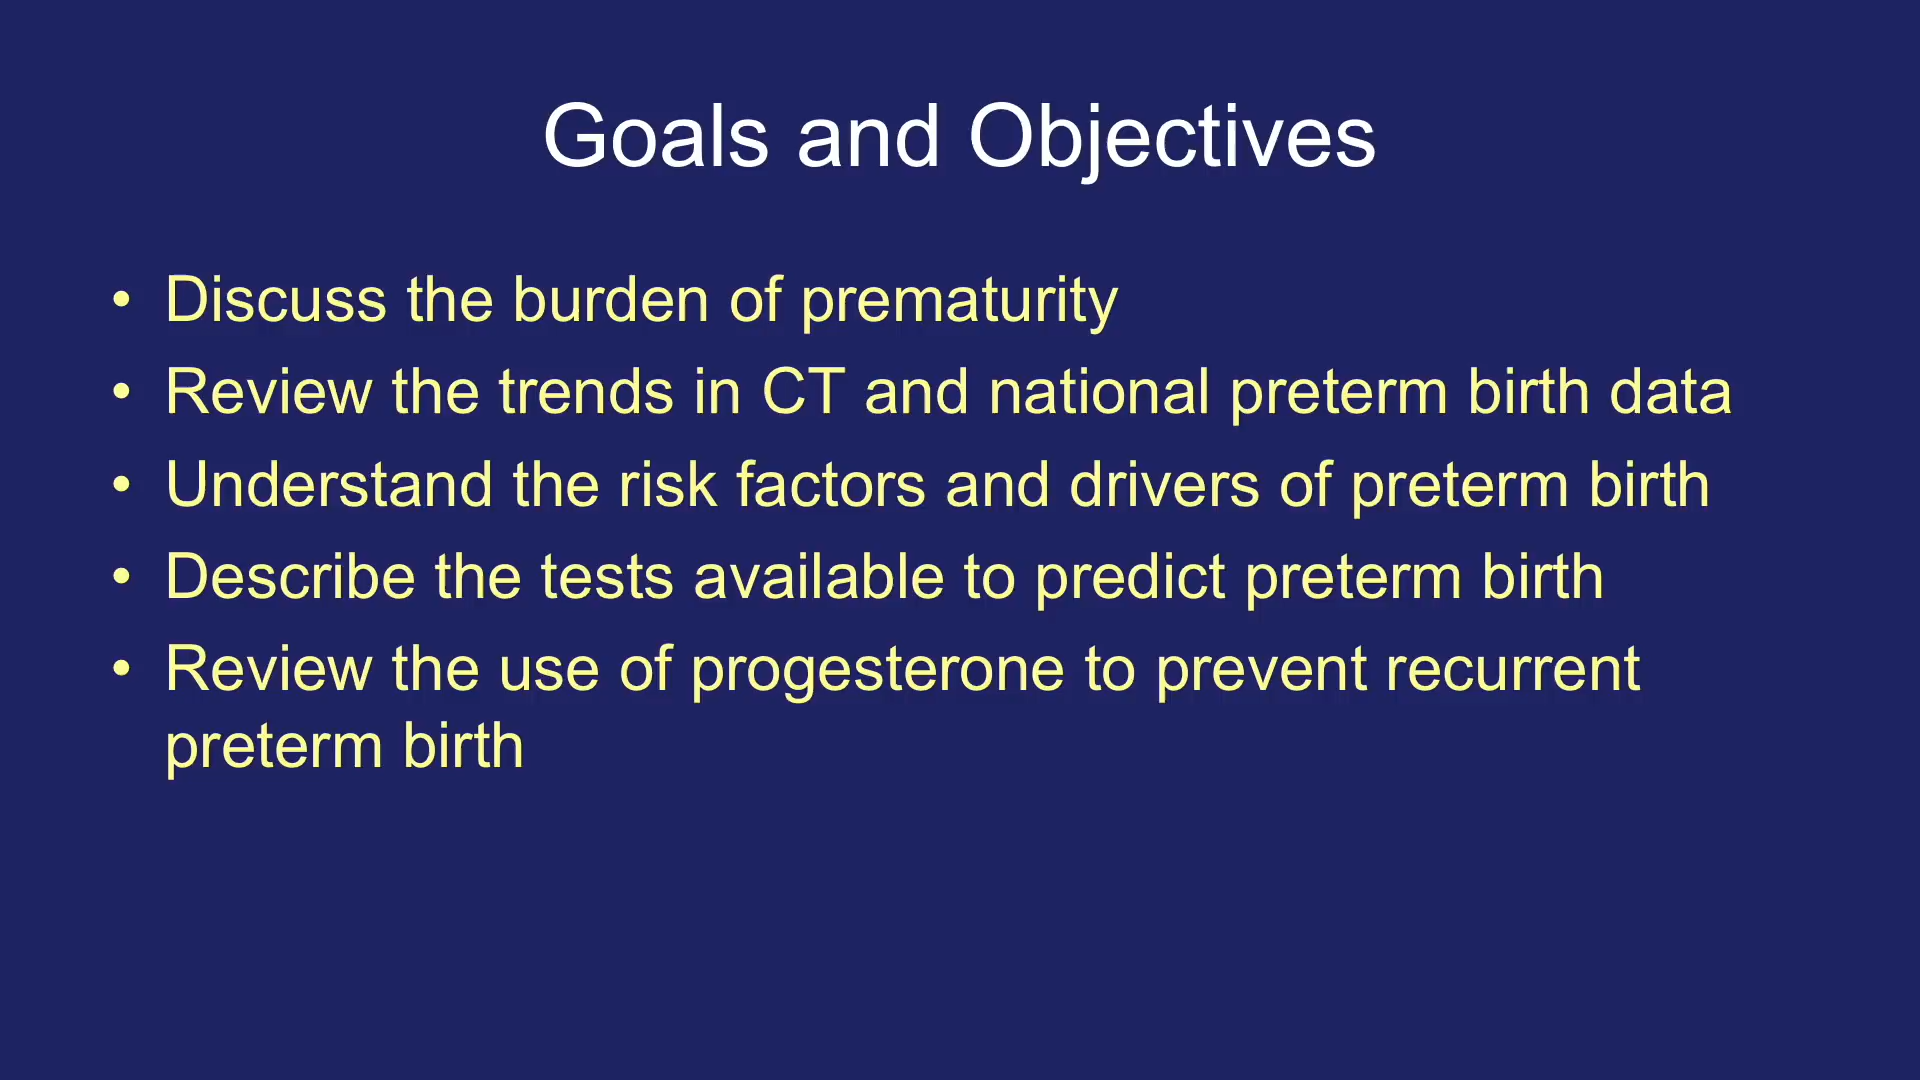 Goals and Objectives
• Discuss the burden of prematurity
• Review the trends in CT and national preterm birth data
• Understand the risk factors and drivers of preterm birth
• Describe the tests available to predict preterm birth
• Review the use of progesterone to prevent recurrent
preterm birth